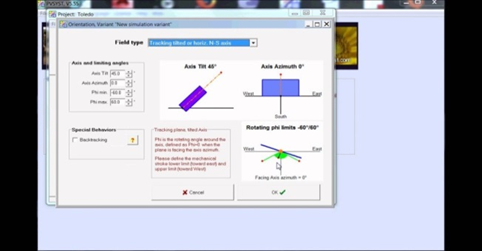 Project: Toledo
Orientation, Variant "New simulation variant"
Field type
Tracking tilted or horiz. N-S axis
Axis and limiting angles
Axis Tilt 45.0
Axis Azimuth 0.0
Phi min. -60.0
Phi max. 60.0
Axis Tilt 45°
Axis Azimuth 0°
West
East
South
Special Behaviors
Backtracking
?
Tracking plane, tilted Axis
Phi is the rotating angle around the
axis, defined as Phi=0 when the
plane is facing the axis azimuth.
Please define the mechanical
stroke lower limit (toward east) and
upper limit (toward West)
Rotating phi limits -60°/60°
West
East
Facing Axis azimuth = 0°
Cancel
OK